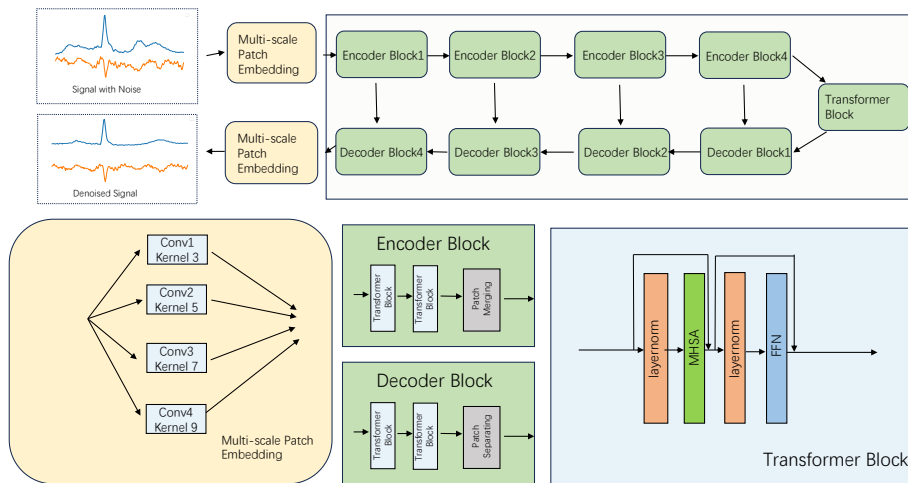 Signal with Noise
Multi-scale
Patch
Embedding
Encoder Block1
Encoder Block2
Encoder Block3
Encoder Block4
Transformer
Block
Denoised Signal
Multi-scale
Patch
Embedding
Decoder
Block4
Decoder
Block3
Decoder
Block2
Decoder
Block1
Conv1
Kernel 3
Conv2
Kernel 5
Conv3
Kernel 7
Conv4
Kernel 9
Multi-scale Patch
Embedding
Encoder Block
Transformer
Block
Transformer
Block
Patch
Merging
Decoder Block
Transformer
Block
Transformer
Block
Patch
Separating
layernorm
MHSA
layernorm
FFN
Transformer Block